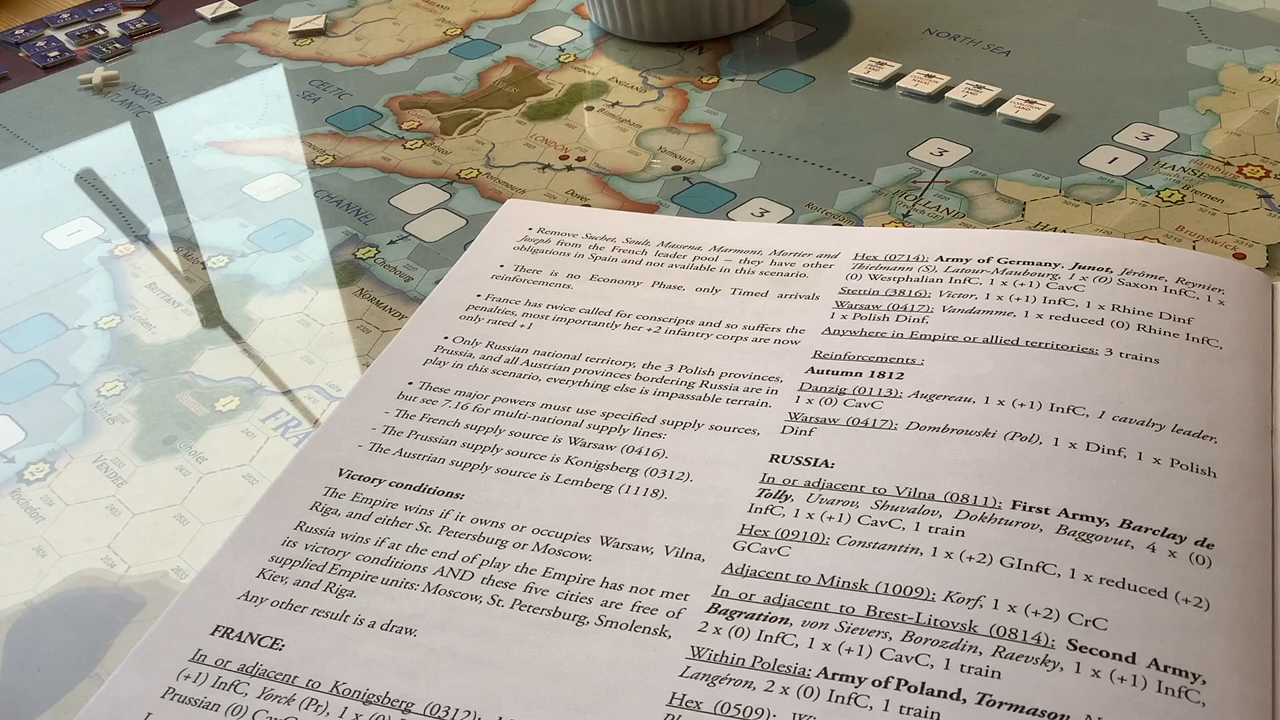 NORTH SEA
CELTIC SEA
NORTH
ENGLAND
Birmingham
LONDON
Bristol
Yarmouth
Portsmouth
Dover
CHANNEL
Cherbourg
NORMANDY
BRITTANY
Lorient
Nantes
Cholet
VENDEE
Rochefort
FRA
Rotterdam
HOLLAND
HANSE
Hamburg
Bremen
Brunswick
3
3
1
3
1
• Remove Suchet, Soult, Massena, Marmont, Mortier and
Joseph from the French leader pool – they have other
obligations in Spain and not available in this scenario.
• There is no Economy Phase, only Timed arrivals
reinforcements.
• France has twice called for conscripts and so suffers the
penalties, most importantly her +2 infantry corps are now
only rated +1
• Only Russian national territory, the 3 Polish provinces,
Prussia, and all Austrian provinces bordering Russia are in
play in this scenario, everything else is impassable terrain.
• These major powers must use specified supply sources,
but see 7.16 for multi-national supply lines:
- The French supply source is Warsaw (0416).
- The Prussian supply source is Konigsberg (0312).
- The Austrian supply source is Lemberg (1118).
Victory conditions:
The Empire wins if it owns or occupies Warsaw, Vilna,
Riga, and either St. Petersburg or Moscow.
Russia wins if at the end of play the Empire has not met
its victory conditions AND these five cities are free of
supplied Empire units: Moscow, St. Petersburg, Smolensk,
Kiev, and Riga.
Any other result is a draw.
FRANCE:
In or adjacent to Konigsberg (0312):
(+1) InfC, Yorck (Pr), 1 x (0)
Prussian (0) CavC
Hex (0714): Army of Germany, Junot, Jérôme, Reynier,
Thielmann (S), Latour-Maubourg, 1 x (0) Saxon InfC, 1 x
(0) Westphalian InfC, 1 x (+1) CavC
Stettin (3816): Victor, 1 x (+1) InfC, 1 x Rhine Dinf
Warsaw (0417): Vandamme, 1 x reduced (0) Rhine InfC,
1 x Polish Dinf,
Anywhere in Empire or allied territories: 3 trains
Reinforcements :
Autumn 1812
Danzig (0113): Augereau, 1 x (+1) InfC, 1 cavalry leader,
1 x (0) CavC
Warsaw (0417): Dombrowski (Pol), 1 x Dinf, 1 x Polish
Dinf
RUSSIA:
In or adjacent to Vilna (0811): First Army, Barclay de
Tolly, Uvarov, Shuvalov, Dokhturov, Baggovut, 4 x (0)
InfC, 1 x (+1) CavC, 1 train
Hex (0910): Constantin, 1 x (+2) GInfC, 1 x reduced (+2)
GCavC
Adjacent to Minsk (1009): Korf, 1 x (+2) CrC
In or adjacent to Brest-Litovsk (0814): Second Army,
Bagration, von Sievers, Borozdin, Raevsky, 1 x (+1) InfC,
2 x (0) InfC, 1 x (+1) CavC, 1 train
Within Polesia: Army of Poland, Tormasov,
Langéron, 2 x (0) InfC, 1 train
Hex (0509):